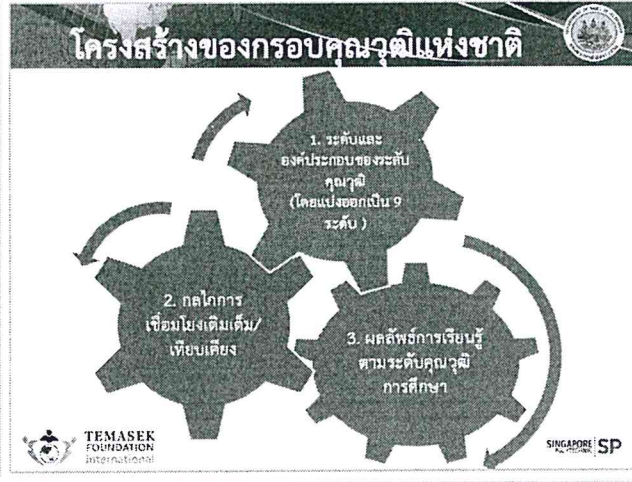 โครงสร้างของกรอบคุณวุฒิแห่งชาติ
1. ระดับและ
องค์ประกอบของระดับ
คุณวุฒิ
(โดยแบ่งออกเป็น 9
ระดับ )
2. กลไกการ
เชื่อมโยงเติมเต็ม/
เทียบเคียง
3. ผลลัพธ์การเรียนรู้
ตามระดับคุณวุฒิ
การศึกษา
TEMASEK
FOUNDATION
International
SINGAPORE
POLYTECHNIC
SP